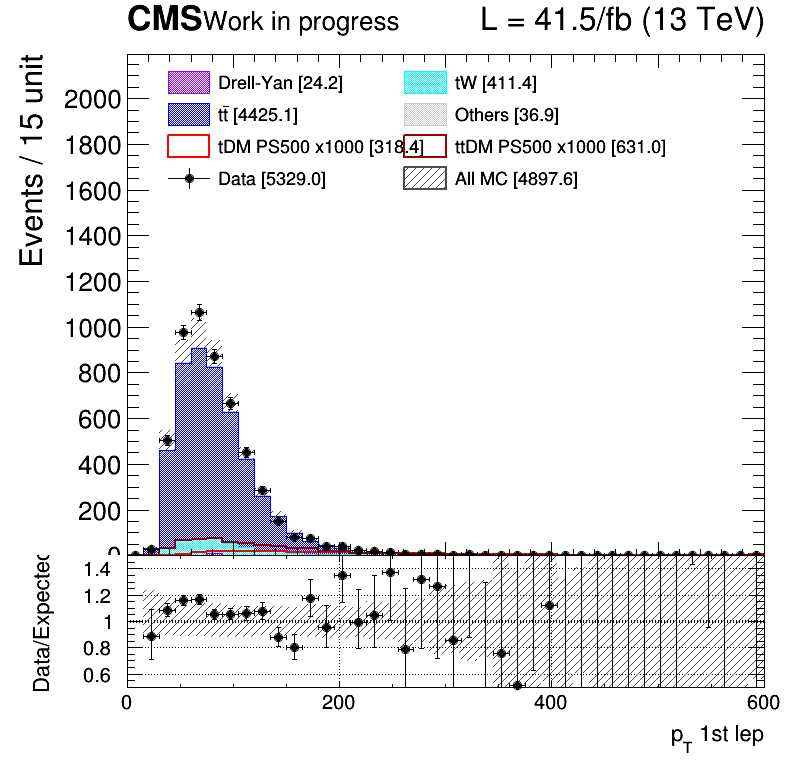 CMS Work in progress L = 41.5/fb (13 TeV)
Events / 15 unit
Drell-Yan [24.2] tW [411.4]
tt̄ [4425.1] Others [36.9]
tDM PS500 x1000 [318.4] ttDM PS500 x1000 [631.0]
Data [5329.0] All MC [4897.6]
2000
1800
1600
1400
1200
1000
800
600
400
200
0
Data/Expected
1.4
1.2
1
0.8
0.6
0 200 400 600
p_T 1st lep